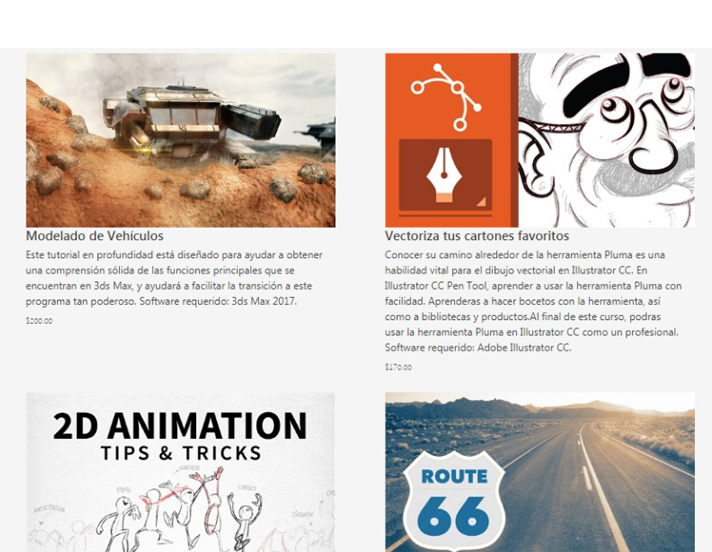 Modelado de Vehículos
Este tutorial en profundidad está diseñado para ayudar a obtener
una comprensión sólida de las funciones principales que se
encuentran en 3ds Max, y ayudará a facilitar la transición a este
programa tan poderoso. Software requerido: 3ds Max 2017.
$200.00
Vectoriza tus cartones favoritos
Conocer su camino alrededor de la herramienta Pluma es una
habilidad vital para el dibujo vectorial en Illustrator CC. En
Illustrator CC Pen Tool, aprender a usar la herramienta Pluma con
facilidad. Aprenderas a hacer bocetos con la herramienta, así
como a bibliotecas y productos.Al final de este curso, podras
usar la herramienta Pluma en Illustrator CC como un profesional.
Software requerido: Adobe Illustrator CC.
$170.00
2D ANIMATION
TIPS & TRICKS
ROUTE
66